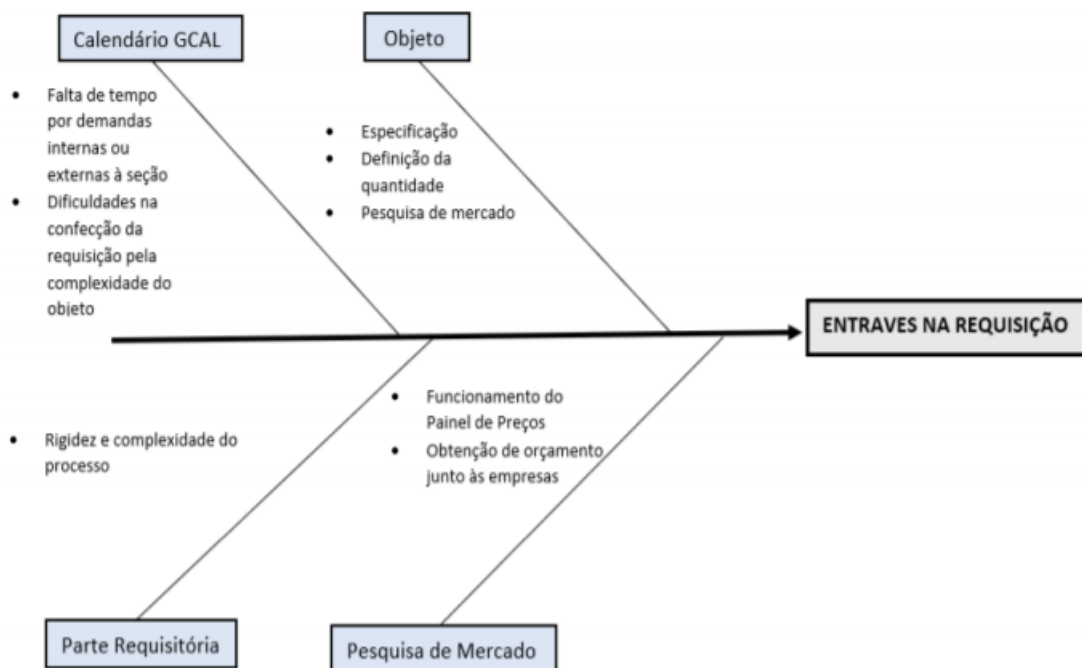 Calendário GCAL
Objeto
Falta de tempo
por demandas
internas ou
externas à seção
Dificuldades na
confecção da
requisição pela
complexidade do
objeto
Especificação
Definição da
quantidade
Pesquisa de mercado
ENTRAVES NA REQUISIÇÃO
Rigidez e complexidade do
processo
Funcionamento do
Painel de Preços
Obtenção de orçamento
junto às empresas
Parte Requisitória
Pesquisa de Mercado